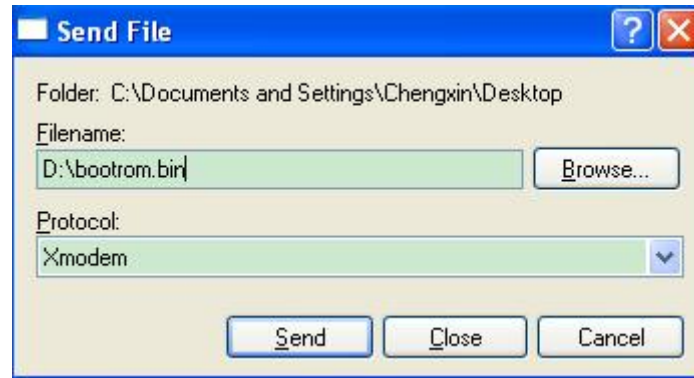 Send File
Folder: C:\Documents and Settings\Chengxin\Desktop
Filename:
D:\bootrom.bin
Browse...
Protocol:
Xmodem
Send Close Cancel